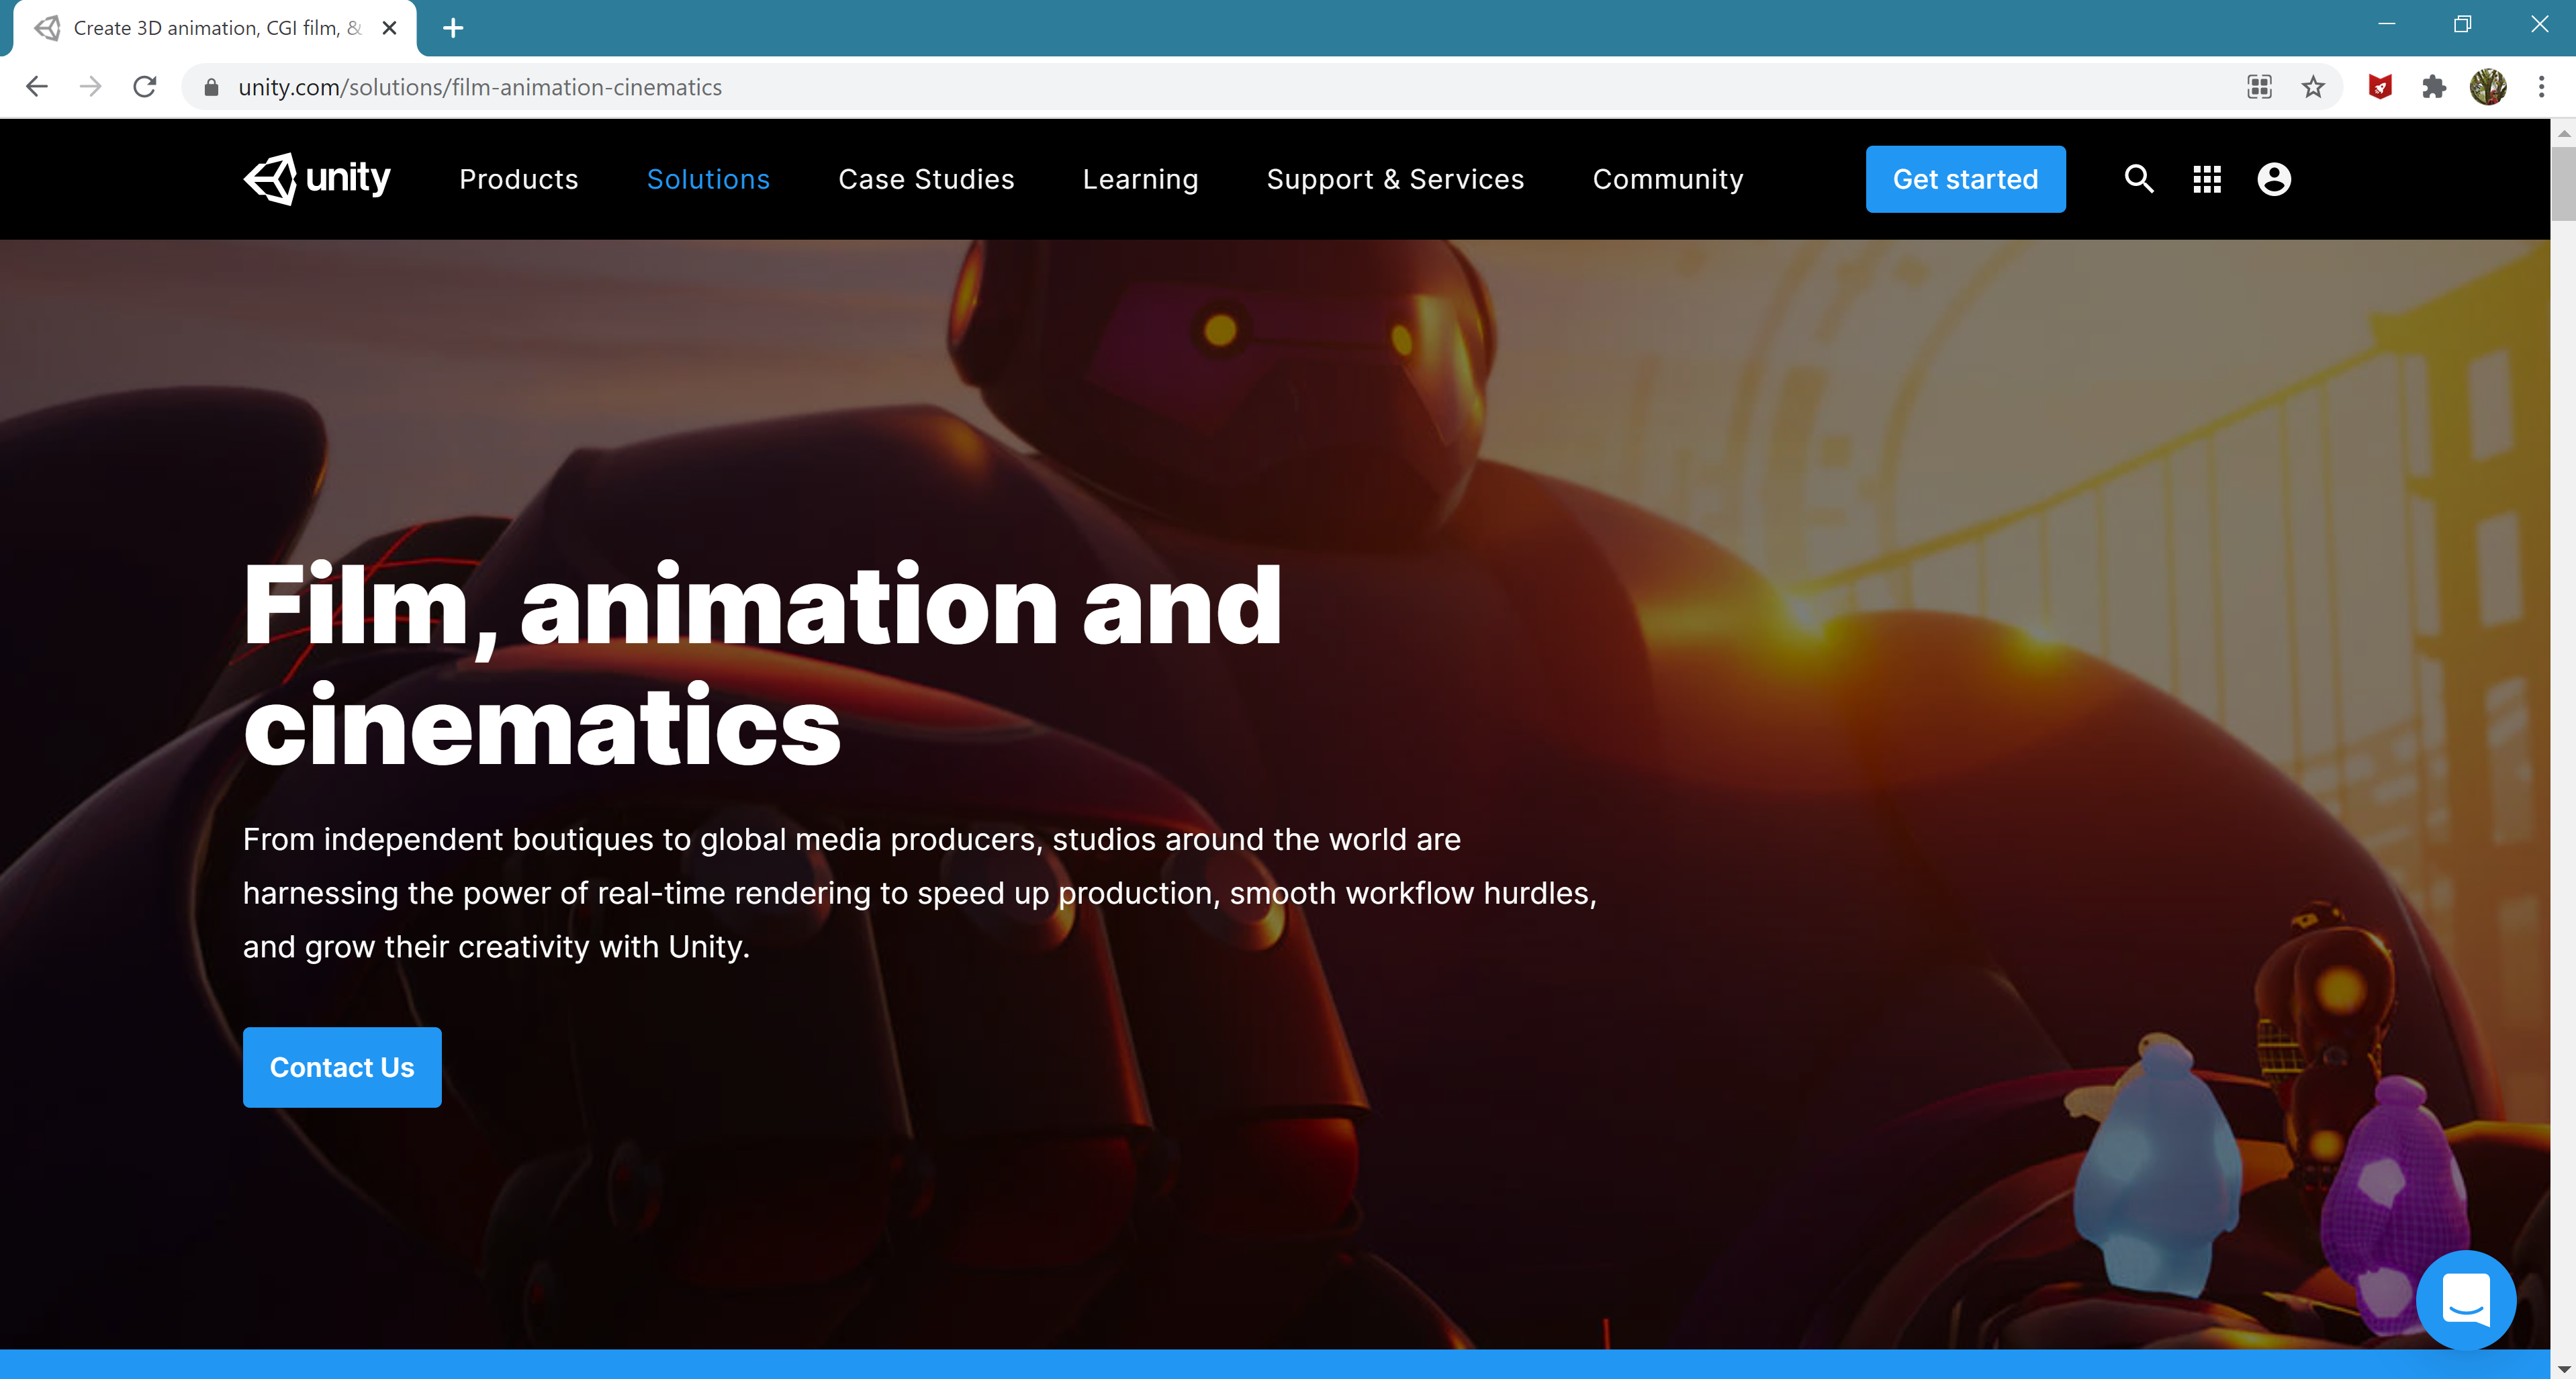 Create 3D animation, CGI film, &
unity.com/solutions/film-animation-cinematics
unity Products Solutions Case Studies Learning Support & Services Community Get started
Film, animation and
cinematics
From independent boutiques to global media producers, studios around the world are
harnessing the power of real-time rendering to speed up production, smooth workflow hurdles,
and grow their creativity with Unity.
Contact Us